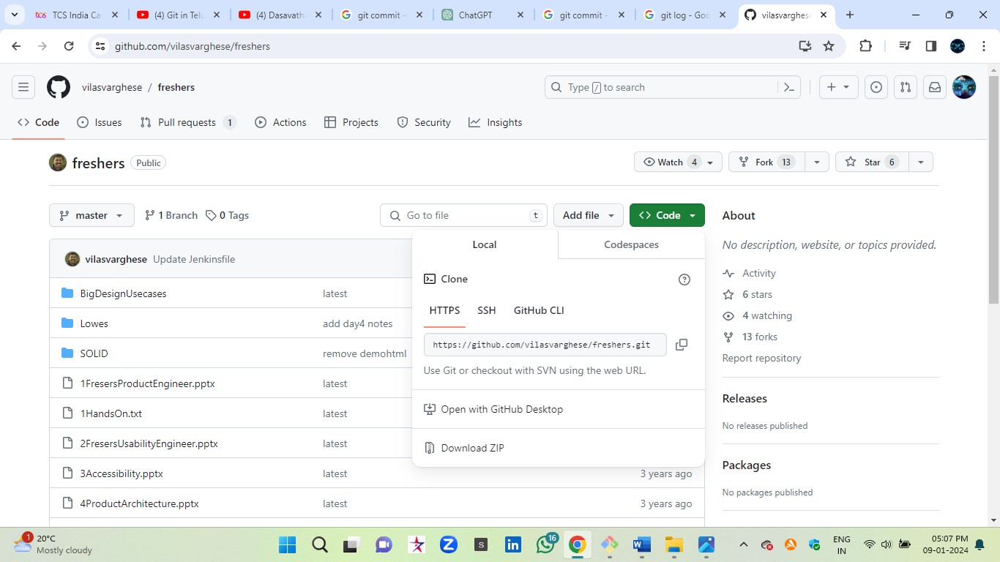 tcs TCS India Ca
(4) Git in Telu
(4) Dasavatha
git commit -
ChatGPT
git commit -
git log - Goo
vilasvarghese
github.com/vilasvarghese/freshers
vilasvarghese / freshers
Type / to search
Code
Issues
Pull requests 1
Actions
Projects
Security
Insights
freshers Public
Watch 4
Fork 13
Star 6
master
1 Branch
0 Tags
Go to file t
Add file
<> Code
About
No description, website, or topics provided.
Activity
6 stars
4 watching
13 forks
Report repository
Releases
No releases published
Packages
No packages published
vilasvarghese Update Jenkinsfile
BigDesignUsecases latest
Lowes add day4 notes
SOLID remove demohtml
1FresersProductEngineer.pptx latest
1HandsOn.txt latest
2FresersUsabilityEngineer.pptx latest
3Accessibility.pptx latest 3 years ago
4ProductArchitecture.pptx latest 3 years ago
Local Codespaces
Clone
HTTPS SSH GitHub CLI
https://github.com/vilasvarghese/freshers.git
Use Git or checkout with SVN using the web URL.
Open with GitHub Desktop
Download ZIP
1
20°C
Mostly cloudy
S
in
16
W
ENG
IN
05:07 PM
09-01-2024